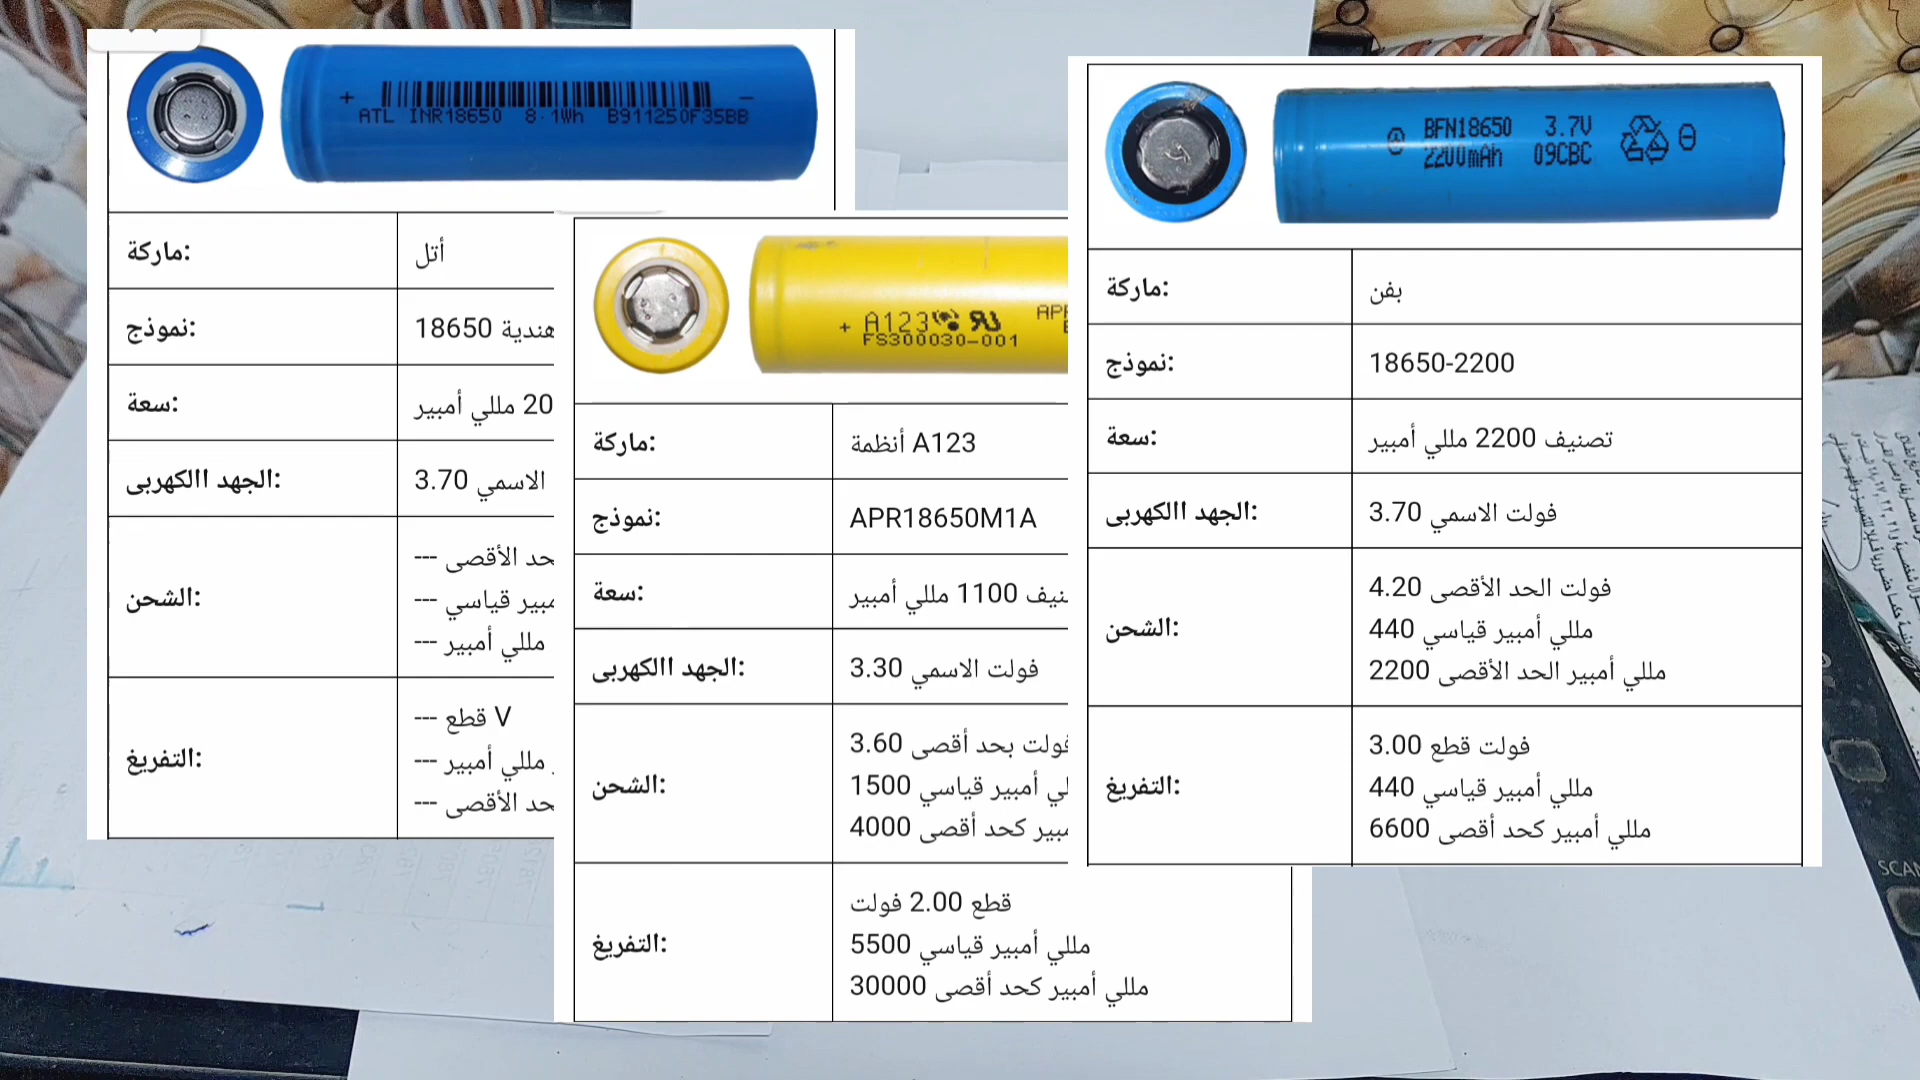 + ATL INR18650 8.1Wh B911250F35BB −
ماركة:
أتل
نموذج:
هندية 18650
سعة:
20 مللي أمبير
الجهد االكهربى:
الاسمي 3.70
الشحن:
حد الأقصى ---
مبير قياسي ---
مللي أمبير ---
التفريغ:
V قطع ---
مللي أمبير ---
حد الأقصى ---
+ A123
FS300030-001
ماركة:
A123 أنظمة
نموذج:
APR18650M1A
سعة:
1100 مللي أمبير
الجهد االكهربى:
فولت الاسمي 3.30
الشحن:
فولت بحد أقصى 3.60
أمبير قياسي 1500
مبير كحد أقصى 4000
التفريغ:
قطع 2.00 فولت
مللي أمبير قياسي 5500
مللي أمبير كحد أقصى 30000
BFN18650 3.7V
2200mAh 09CBC
ماركة:
بفن
نموذج:
18650-2200
سعة:
تصنيف 2200 مللي أمبير
الجهد االكهربى:
فولت الاسمي 3.70
الشحن:
فولت الحد الأقصى 4.20
مللي أمبير قياسي 440
مللي أمبير الحد الأقصى 2200
التفريغ:
فولت قطع 3.00
مللي أمبير قياسي 440
مللي أمبير كحد أقصى 6600